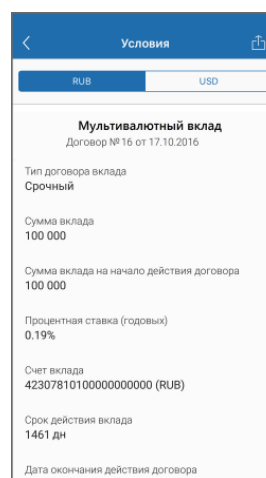 Условия
RUB
USD
Мультивалютный вклад
Договор № 16 от 17.10.2016
Тип договора вклада
Срочный
Сумма вклада
100 000
Сумма вклада на начало действия договора
100 000
Процентная ставка (годовых)
0.19%
Счет вклада
42307810100000000000 (RUB)
Срок действия вклада
1461 дн
Дата окончания действия договора